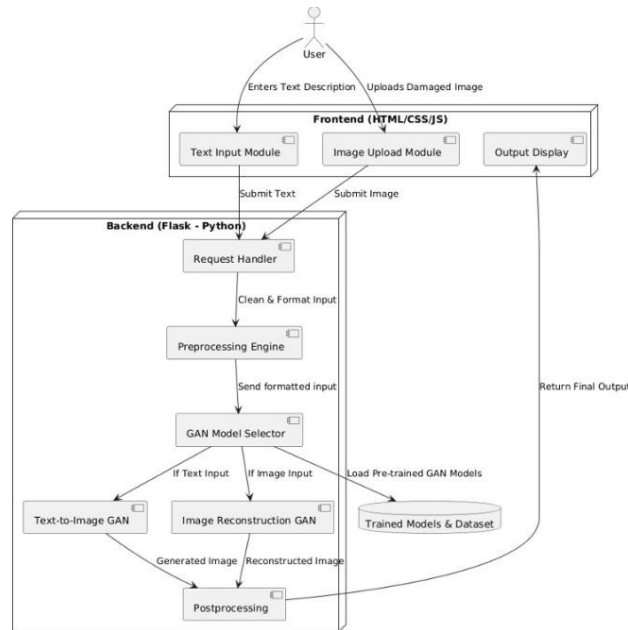 User
Enters Text Description
Uploads Damaged Image
Frontend (HTML/CSS/JS)
Text Input Module
Image Upload Module
Output Display
Submit Text
Submit Image
Backend (Flask - Python)
Request Handler
Clean & Format Input
Preprocessing Engine
Send formatted input
Return Final Output
GAN Model Selector
If Text Input
If Image Input
Load Pre-trained GAN Models
Text-to-Image GAN
Image Reconstruction GAN
Trained Models & Dataset
Generated Image
Reconstructed Image
Postprocessing